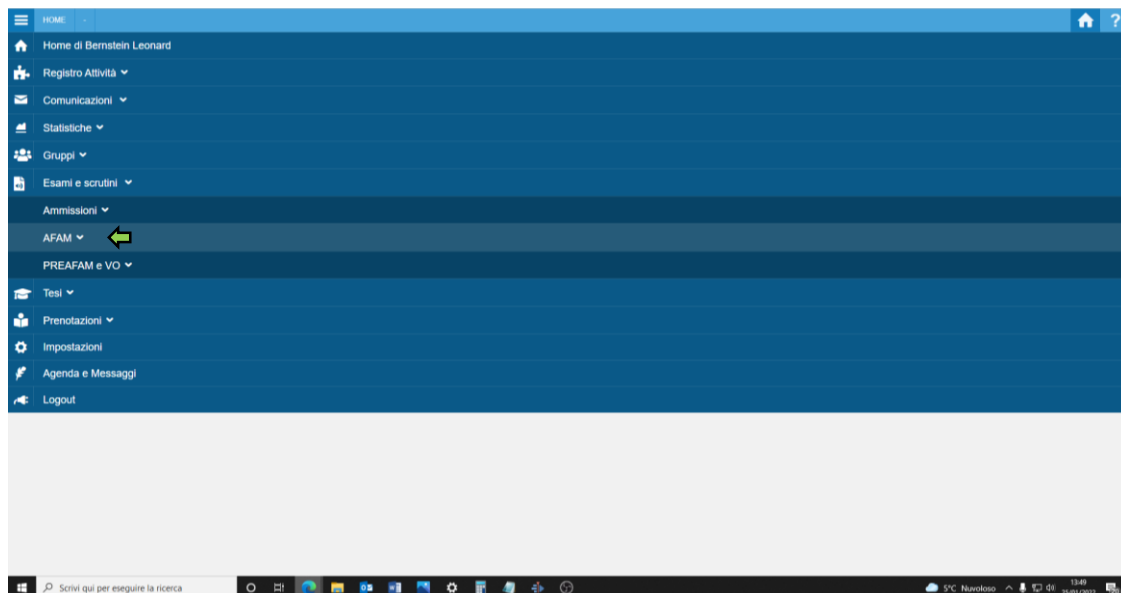 HOME
?
Home di Bernstein Leonard
Registro Attività
Comunicazioni
Statistiche
Gruppi
Esami e scrutini
Ammissioni
AFAM
PREAFAM e VO
Tesi
Prenotazioni
Impostazioni
Agenda e Messaggi
Logout
Scrivi qui per eseguire la ricerca
5°C Nuvoloso
13:49